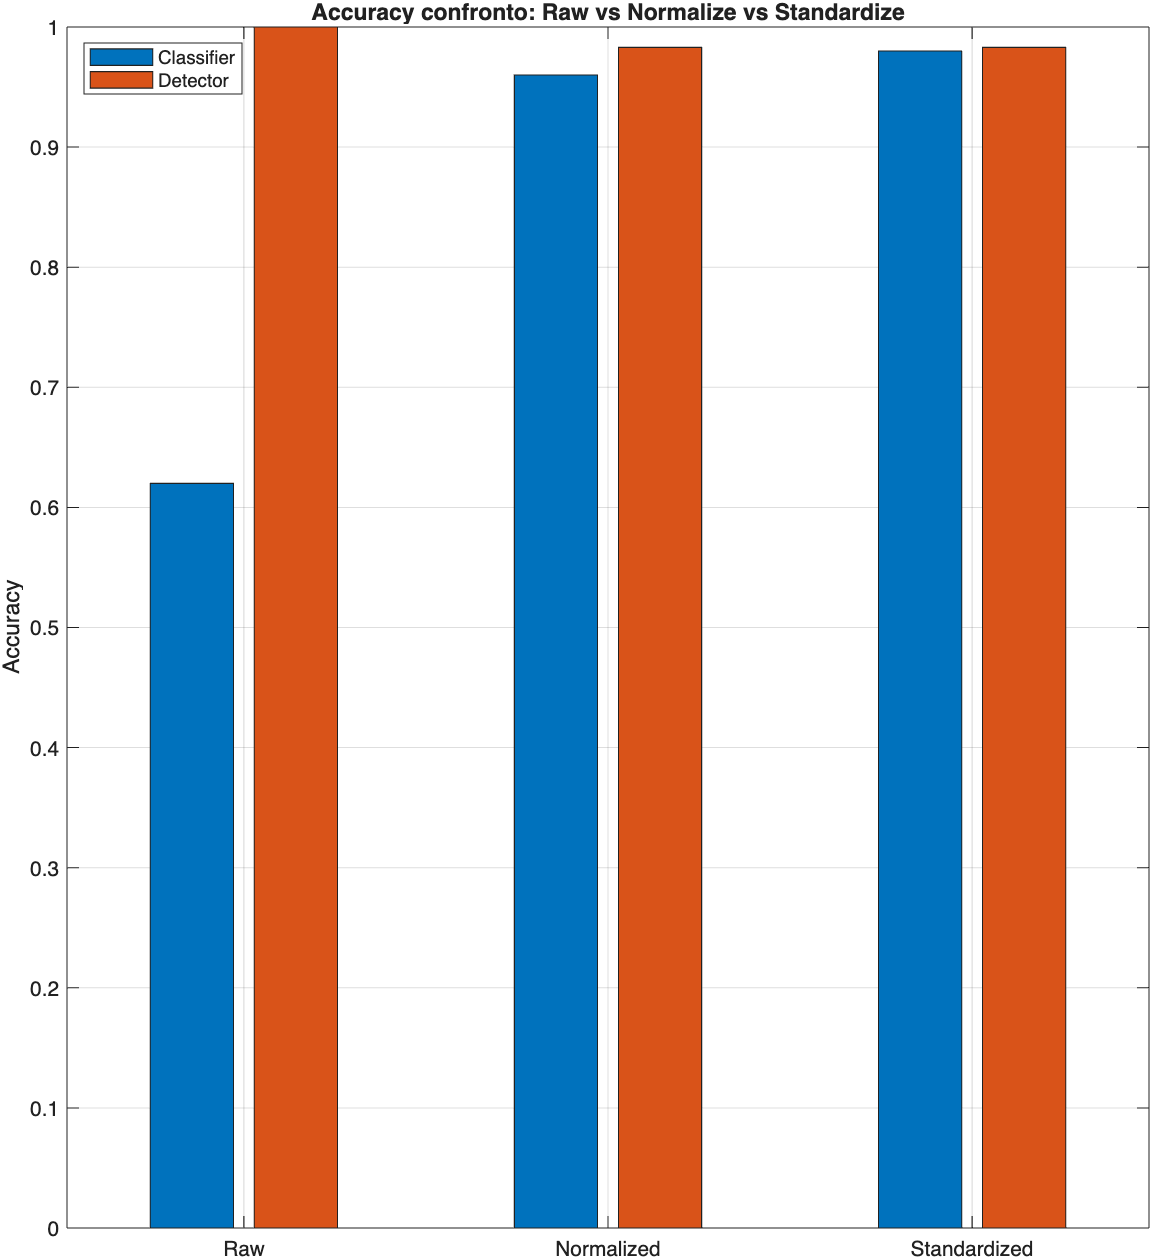 Accuracy confronto: Raw vs Normalize vs Standardize
Classifier
Detector
1
0.9
0.8
0.7
0.6
0.5
0.4
0.3
0.2
0.1
0
Accuracy
Raw
Normalized
Standardized